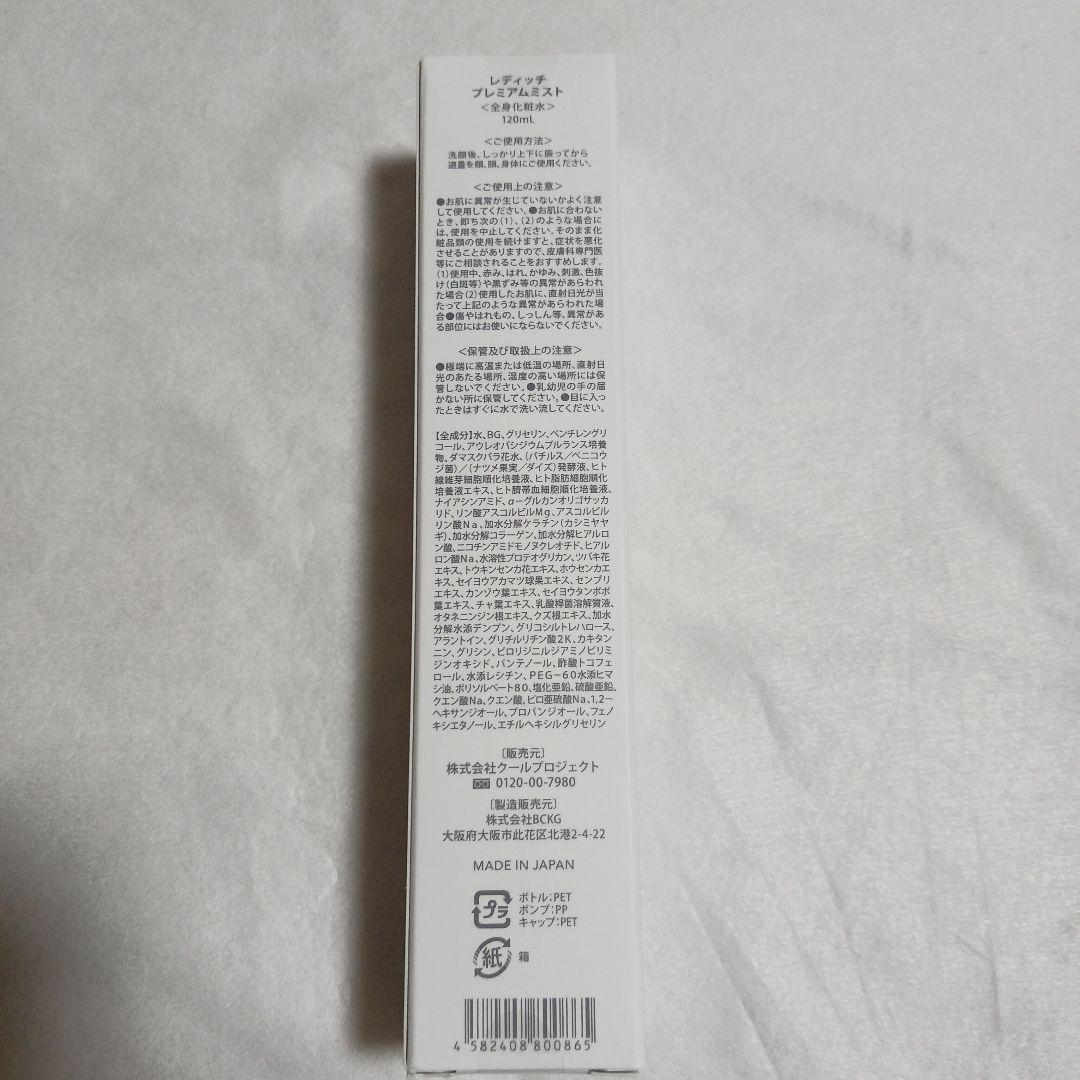 レディッチ
プレミアムミスト
＜全身化粧水＞
120mL
＜ご使用方法＞
洗顔後、しっかり上下に振ってから
適量を顔、頭、身体にご使用ください。
＜ご使用上の注意＞
●お肌に異常が生じていないかよく注意
して使用してください。●お肌に合わない
とき、即ち次の(1)、(2)のような場合に
は、使用を中止してください。そのまま化
粧品類の使用を続けますと、症状を悪化
させることがありますので、皮膚科専門医
等にご相談されることをおすすめします。
(1)使用中、赤み、はれ、かゆみ、刺激、色抜
け(白斑等)や黒ずみ等の異常があらわれ
た場合(2)使用したお肌に、直射日光が当
たって上記のような異常があらわれた場
合●傷やはれもの、しっしん等、異常があ
る部位にはお使いにならないでください。
＜保管及び取扱上の注意＞
●極端に高温または低温の場所、直射日
光のあたる場所、湿度の高い場所には保
管しないでください。●乳幼児の手の届
かない所に保管してください。●目に入っ
たときはすぐに水で洗い流してください。
【全成分】水、BG、グリセリン、ペンチレングリ
コール、アウレオバシジウムプルランス培養
物、ダマスクバラ花水、(バチルス／ベニコウ
ジ菌)／(ナツメ果実／ダイズ)発酵液、ヒト
線維芽細胞順化培養液、ヒト脂肪細胞順化
培養液エキス、ヒト臍帯血細胞順化培養液、
ナイアシンアミド、α－グルカンオリゴサッカ
リド、リン酸アスコルビルMg、アスコルビル
リン酸Na、加水分解ケラチン(カシミヤヤ
ギ)、加水分解コラーゲン、加水分解ヒアルロ
ン酸、ニコチンアミドモノヌクレオチド、ヒアル
ロン酸Na、水溶性プロテオグリカン、ツバキ花
エキス、トウキンセンカ花エキス、ホウセンカエ
キス、セイヨウアカマツ球果エキス、センブリ
エキス、カンゾウ葉エキス、セイヨウタンポポ
葉エキス、チャ葉エキス、乳酸桿菌溶解質液、
オタネニンジン根エキス、クズ根エキス、加水
分解水添デンプン、グリコシルトレハロース、
アラントイン、グリチルリチン酸2K、カキタン
ニン、グリシン、ピロリジニルジアミノピリミ
ジンオキシド、パンテノール、酢酸トコフェ
ロール、水添レシチン、PEG－60水添ヒマ
シ油、ポリソルベート80、塩化亜鉛、硫酸亜鉛、
クエン酸Na、クエン酸、ピロ亜硫酸Na、1,2－
ヘキサンジオール、プロパンジオール、フェノ
キシエタノール、エチルヘキシルグリセリン
〔販売元〕
株式会社クールプロジェクト
0120-00-7980
〔製造販売元〕
株式会社BCKG
大阪府大阪市此花区北港2-4-22
MADE IN JAPAN
プラ
ボトル：PET
ポンプ：PP
キャップ：PET
紙 箱
4 582408 800865